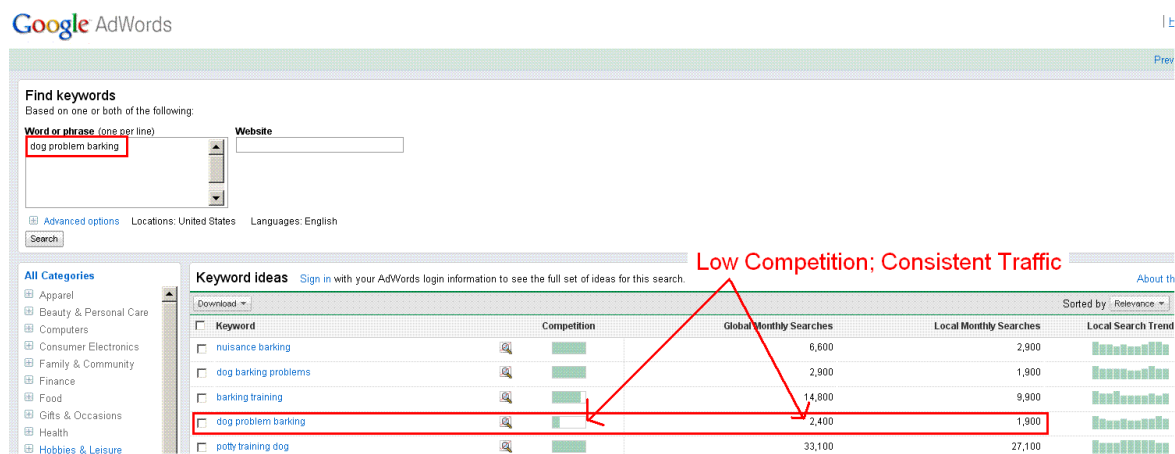 Google AdWords
Prev
Find keywords
Based on one or both of the following:
Word or phrase (one per line) Website
dog problem barking
Advanced options Locations: United States Languages: English
Search
Low Competition; Consistent Traffic
All Categories
Apparel
Beauty & Personal Care
Computers
Consumer Electronics
Family & Community
Finance
Food
Gifts & Occasions
Health
Hobbies & Leisure
Keyword ideas Sign in with your AdWords login information to see the full set of ideas for this search. About th
Download Sorted by Relevance
Keyword Competition Global Monthly Searches Local Monthly Searches Local Search Trend
nuisance barking 6,600 2,900
dog barking problems 2,900 1,900
barking training 14,800 9,900
dog problem barking 2,400 1,900
potty training dog 33,100 27,100